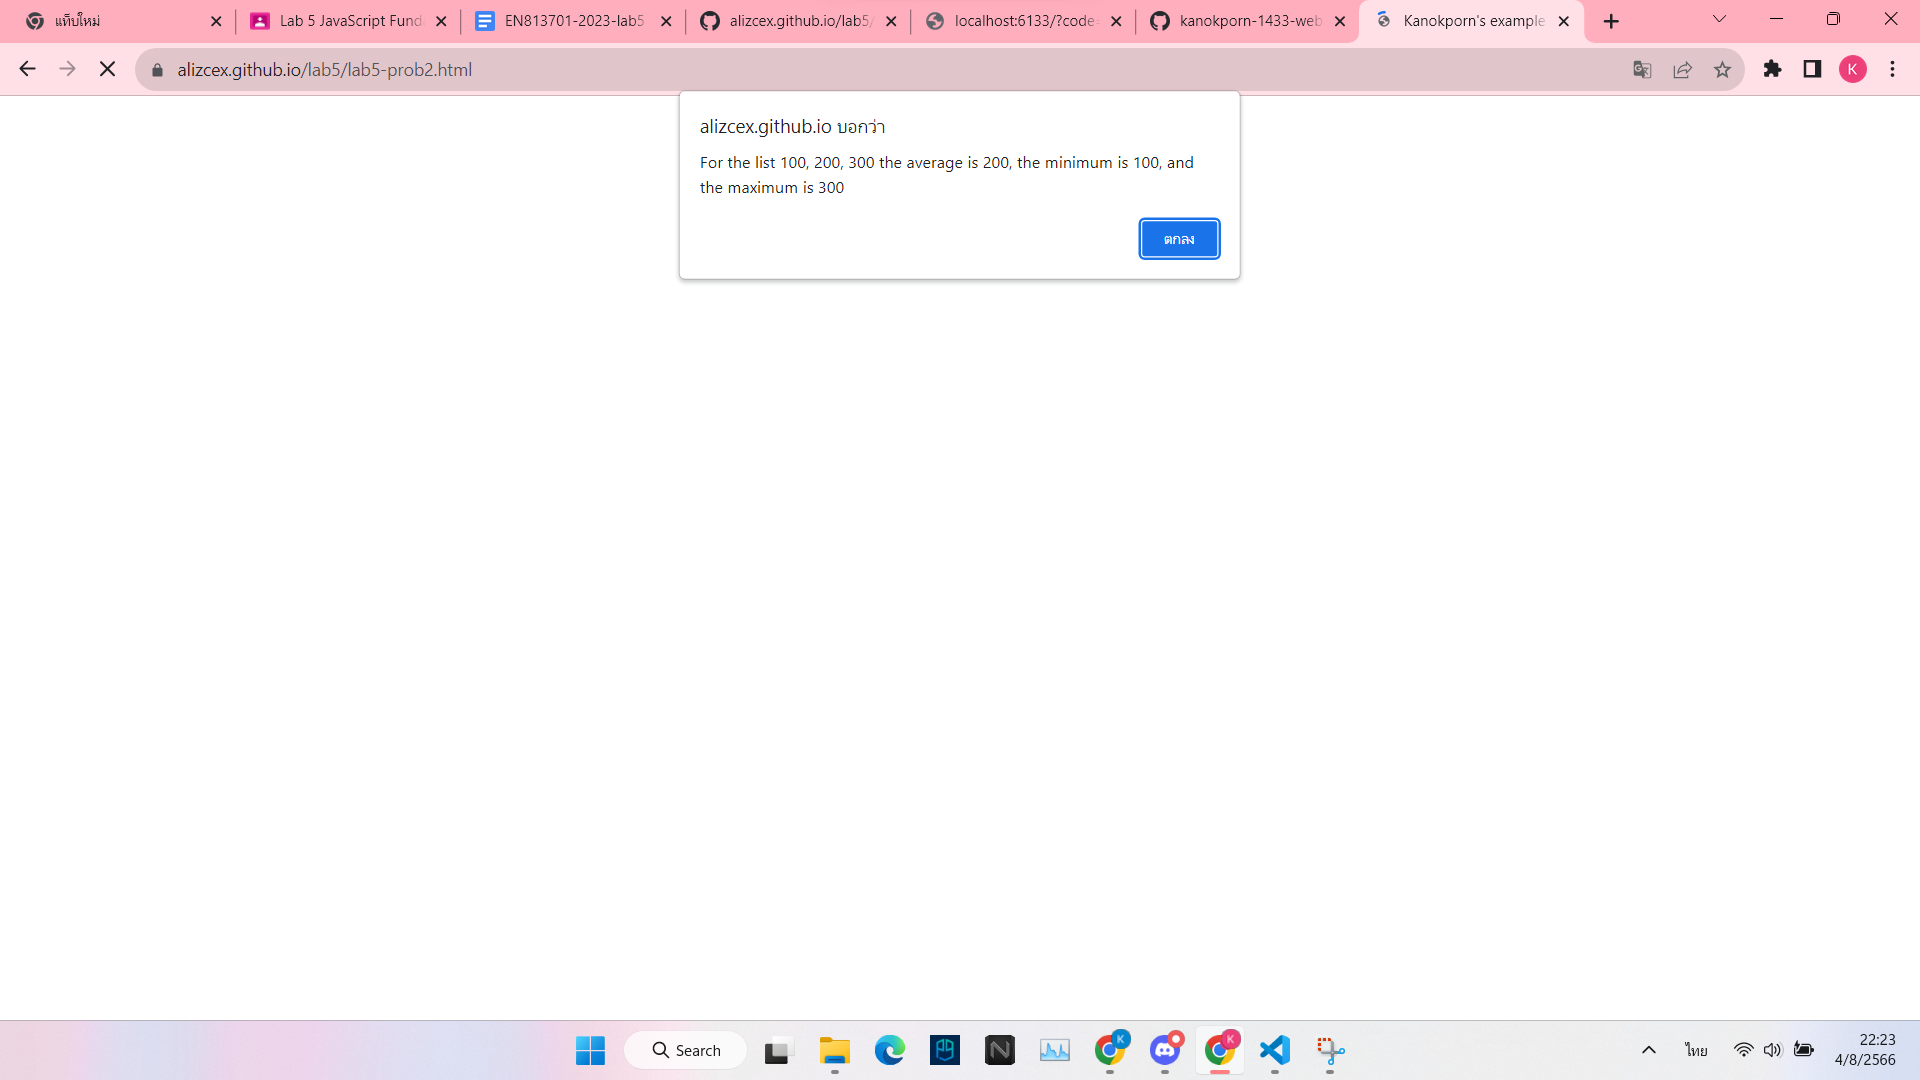 แท็บใหม่
Lab 5 JavaScript Fund
EN813701-2023-lab5
alizcex.github.io/lab5/
localhost:6133/?code=
kanokporn-1433-web
Kanokporn's example
alizcex.github.io/lab5/lab5-prob2.html
K
alizcex.github.io บอกว่า
For the list 100, 200, 300 the average is 200, the minimum is 100, and
the maximum is 300
ตกลง
Search
K
K
ไทย
22:23
4/8/2566